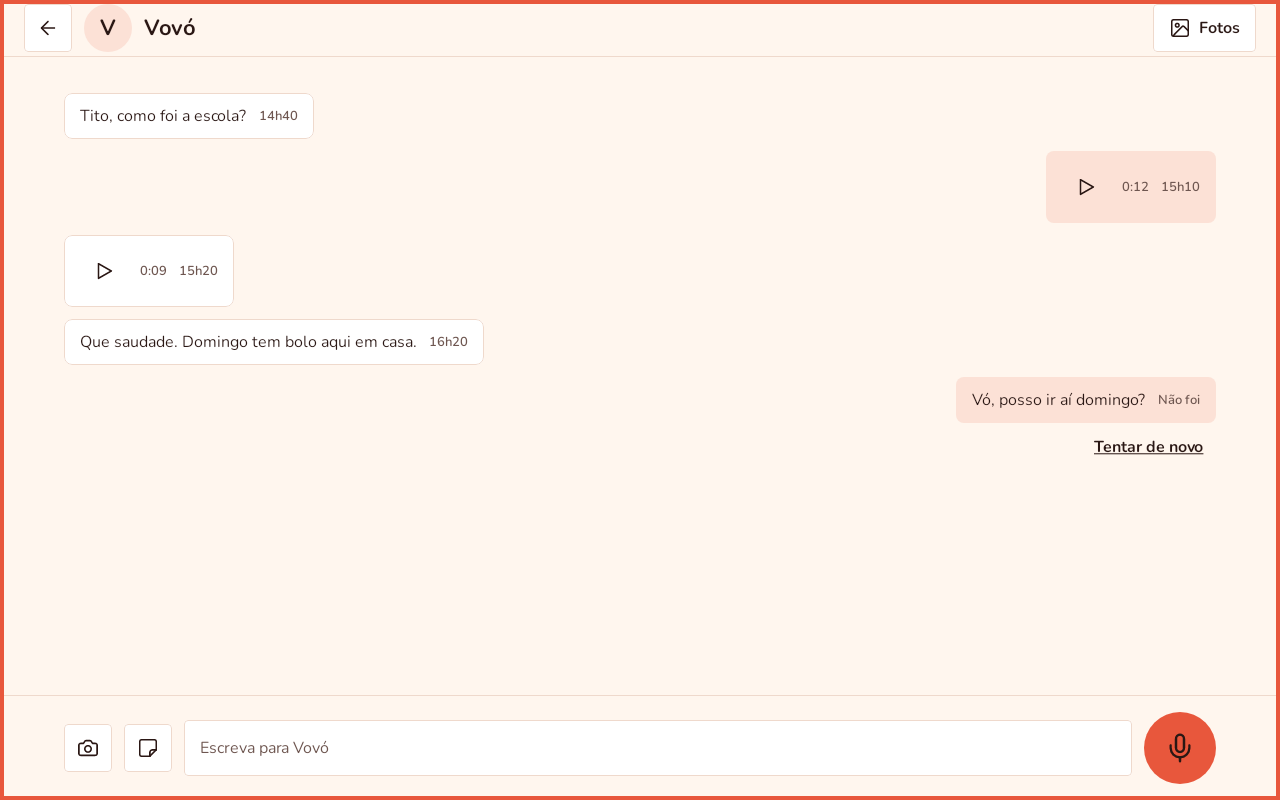 V Vovó Fotos
Tito, como foi a escola? 14h40
0:12 15h10
0:09 15h20
Que saudade. Domingo tem bolo aqui em casa. 16h20
Vó, posso ir aí domingo? Não foi
Tentar de novo
Escreva para Vovó